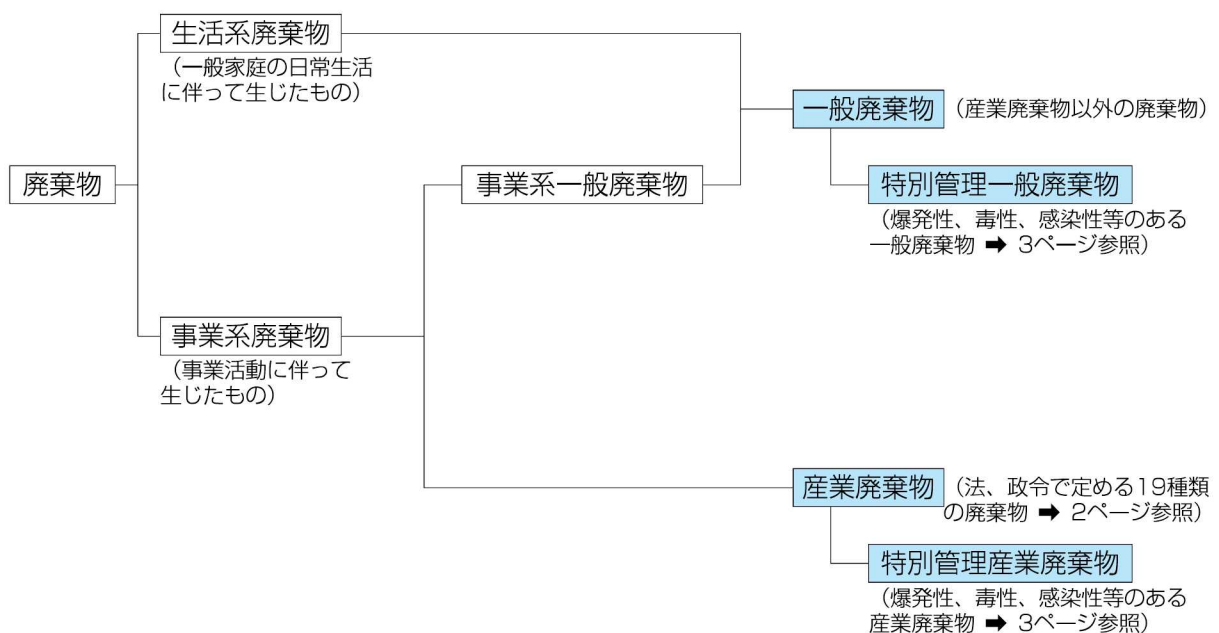 生活系廃棄物
（一般家庭の日常生活
に伴って生じたもの）
一般廃棄物
（産業廃棄物以外の廃棄物）
廃棄物
事業系一般廃棄物
特別管理一般廃棄物
（爆発性、毒性、感染性等のある
一般廃棄物 ➡ 3ページ参照）
事業系廃棄物
（事業活動に伴って
生じたもの）
産業廃棄物
（法、政令で定める19種類
の廃棄物 ➡ 2ページ参照）
特別管理産業廃棄物
（爆発性、毒性、感染性等のある
産業廃棄物 ➡ 3ページ参照）